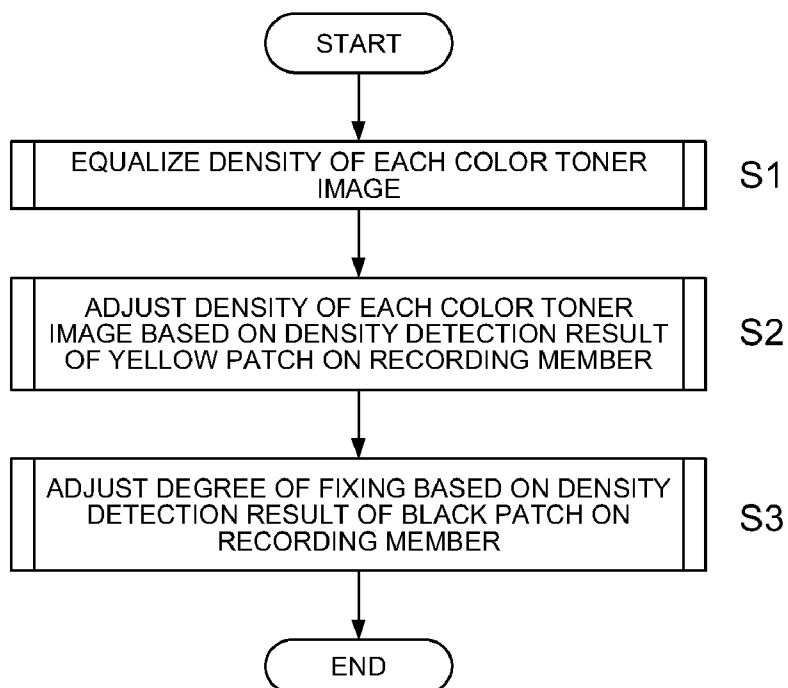 START
EQUALIZE DENSITY OF EACH COLOR TONER
IMAGE
S1
ADJUST DENSITY OF EACH COLOR TONER
IMAGE BASED ON DENSITY DETECTION RESULT
OF YELLOW PATCH ON RECORDING MEMBER
S2
ADJUST DEGREE OF FIXING BASED ON DENSITY
DETECTION RESULT OF BLACK PATCH ON
RECORDING MEMBER
S3
END